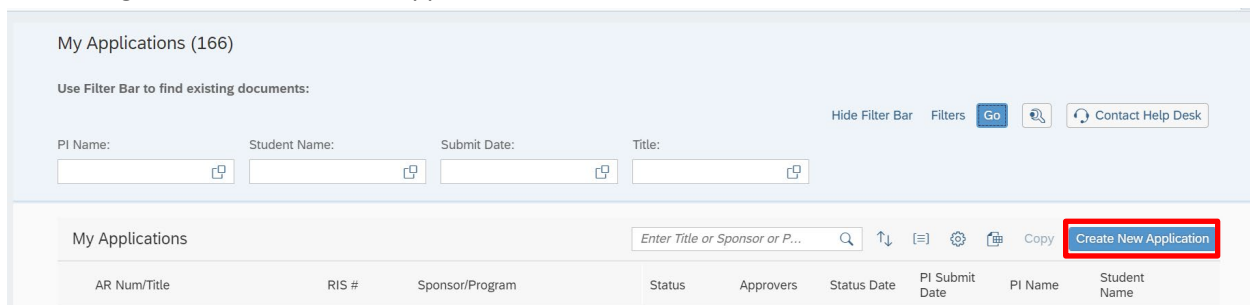 My Applications (166)
Use Filter Bar to find existing documents:
Hide Filter Bar Filters Go Contact Help Desk
PI Name: Student Name: Submit Date: Title:
My Applications Enter Title or Sponsor or P... Copy Create New Application
AR Num/Title RIS # Sponsor/Program Status Approvers Status Date PI Submit Date PI Name Student Name